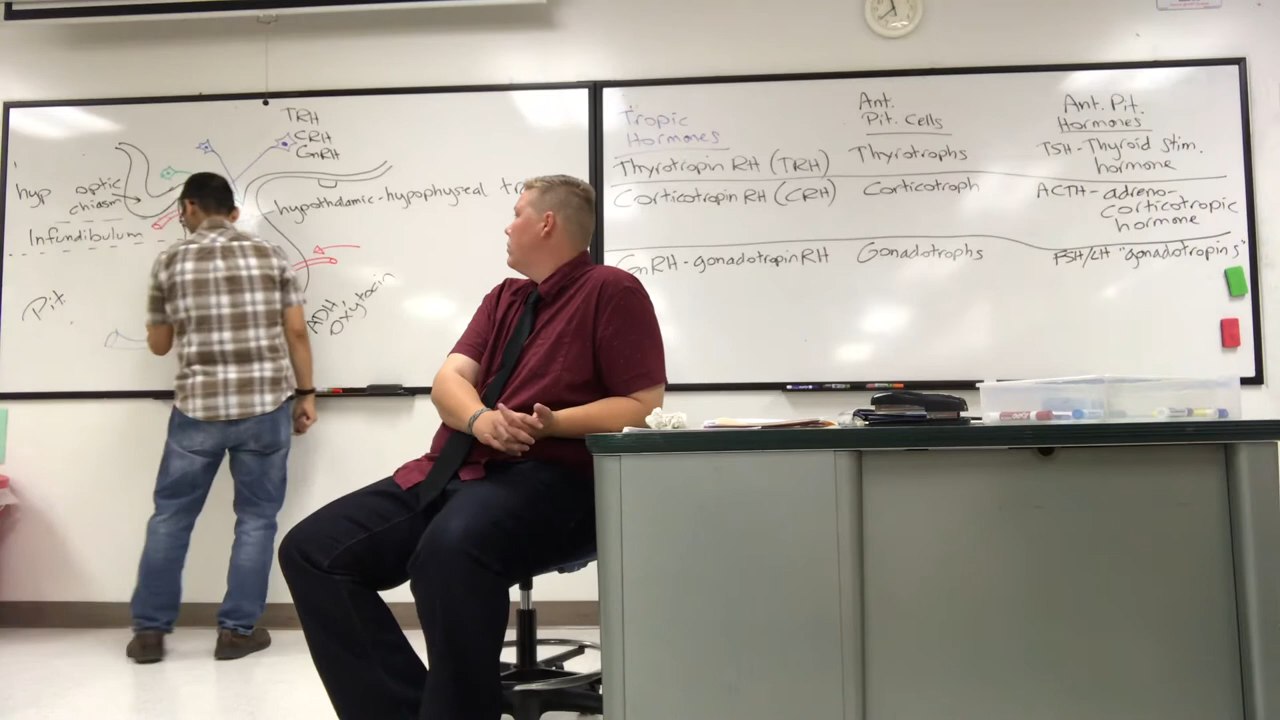 TRH
CRH
GnRH
hyp
optic
chiasm
hypothalamic-hypophyseal
Infundibulum
Pit.
ADH,
oxytocin
Tropic
Hormones
Ant.
Pit. Cells
Ant. Pit.
Hormones
Thyrotropin RH (TRH)
Thyrotrophs
TSH-Thyroid stim.
hormone
Corticotropin RH (CRH)
Corticotroph
ACTH-adreno-
corticotropic
hormone
GnRH-gonadotropinRH
Gonadotrophs
FSH/LH "gonadotropins"